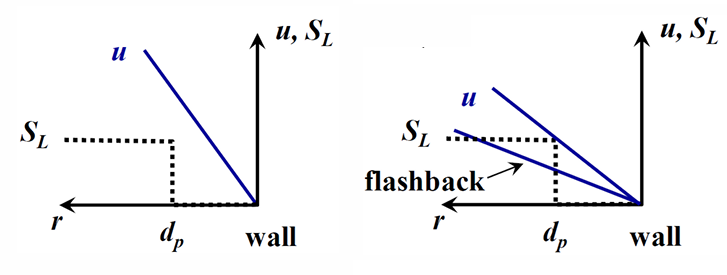 u, S_L
u
S_L
r
d_p
wall
u, S_L
u
S_L
flashback
r
d_p
wall